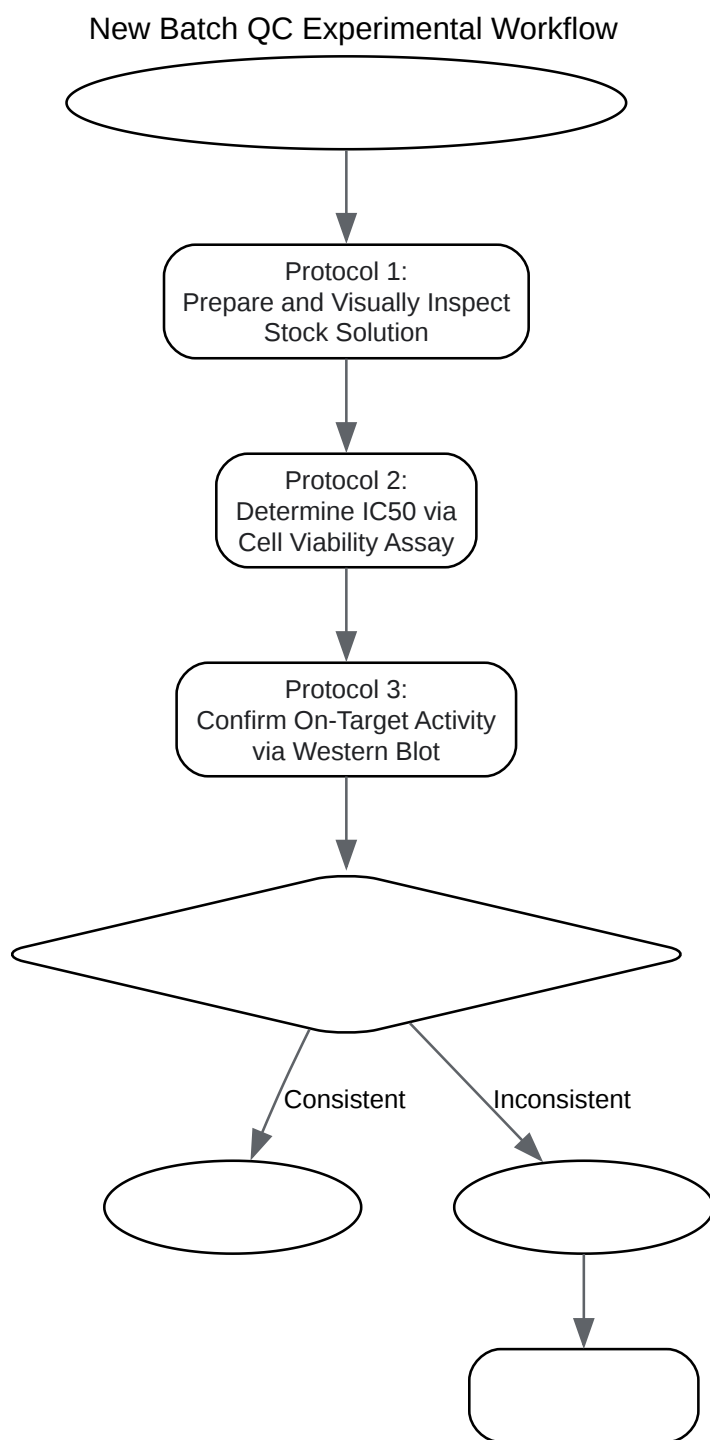 New Batch QC Experimental Workflow
Protocol 1:
Prepare and Visually Inspect
Stock Solution
Protocol 2:
Determine IC50 via
Cell Viability Assay
Protocol 3:
Confirm On-Target Activity
via Western Blot
Consistent
Inconsistent